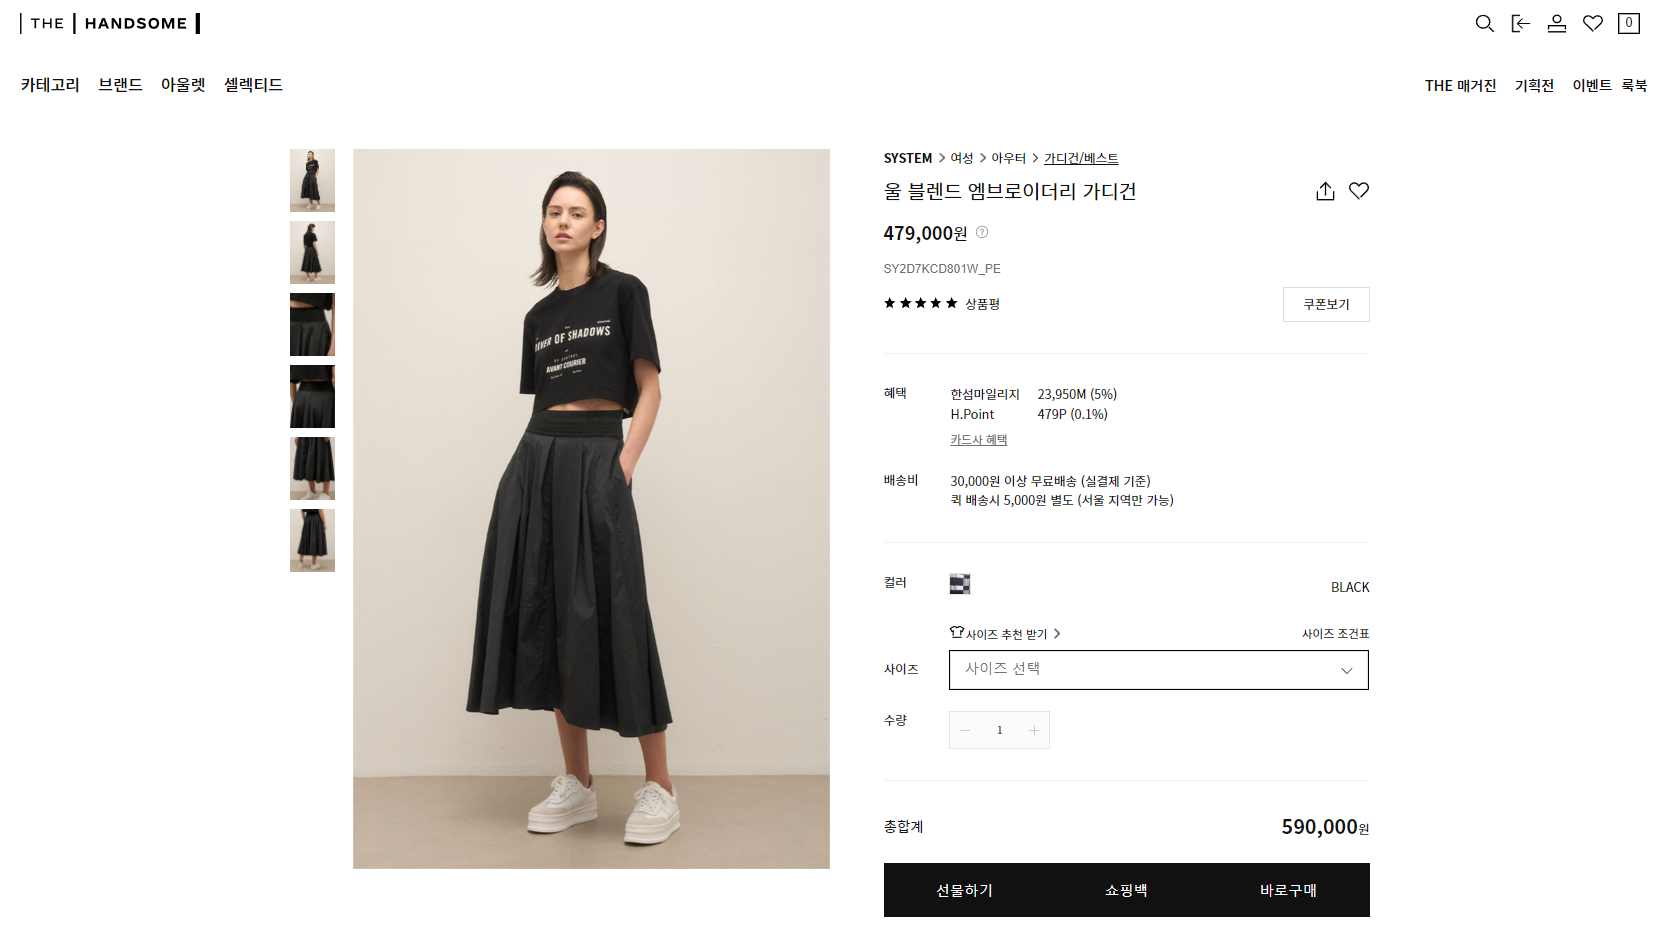 THE HANDSOME
0
카테고리 브랜드 아울렛 셀렉티드
THE 매거진 기획전 이벤트 룩북
SYSTEM > 여성 > 아우터 > 가디건/베스트
울 블렌드 엠브로이더리 가디건
479,000원 ?
SY2D7KCD801W_PE
★★★★★ 상품평
쿠폰보기
RIVER OF SHADOWS
AVANT COURIER
혜택
한섬마일리지 23,950M (5%)
H.Point 479P (0.1%)
카드사 혜택
배송비
30,000원 이상 무료배송 (실결제 기준)
퀵 배송시 5,000원 별도 (서울 지역만 가능)
컬러
BLACK
사이즈 추천 받기 >
사이즈 조건표
사이즈
사이즈 선택
수량
− 1 +
총합계
590,000원
선물하기 쇼핑백 바로구매